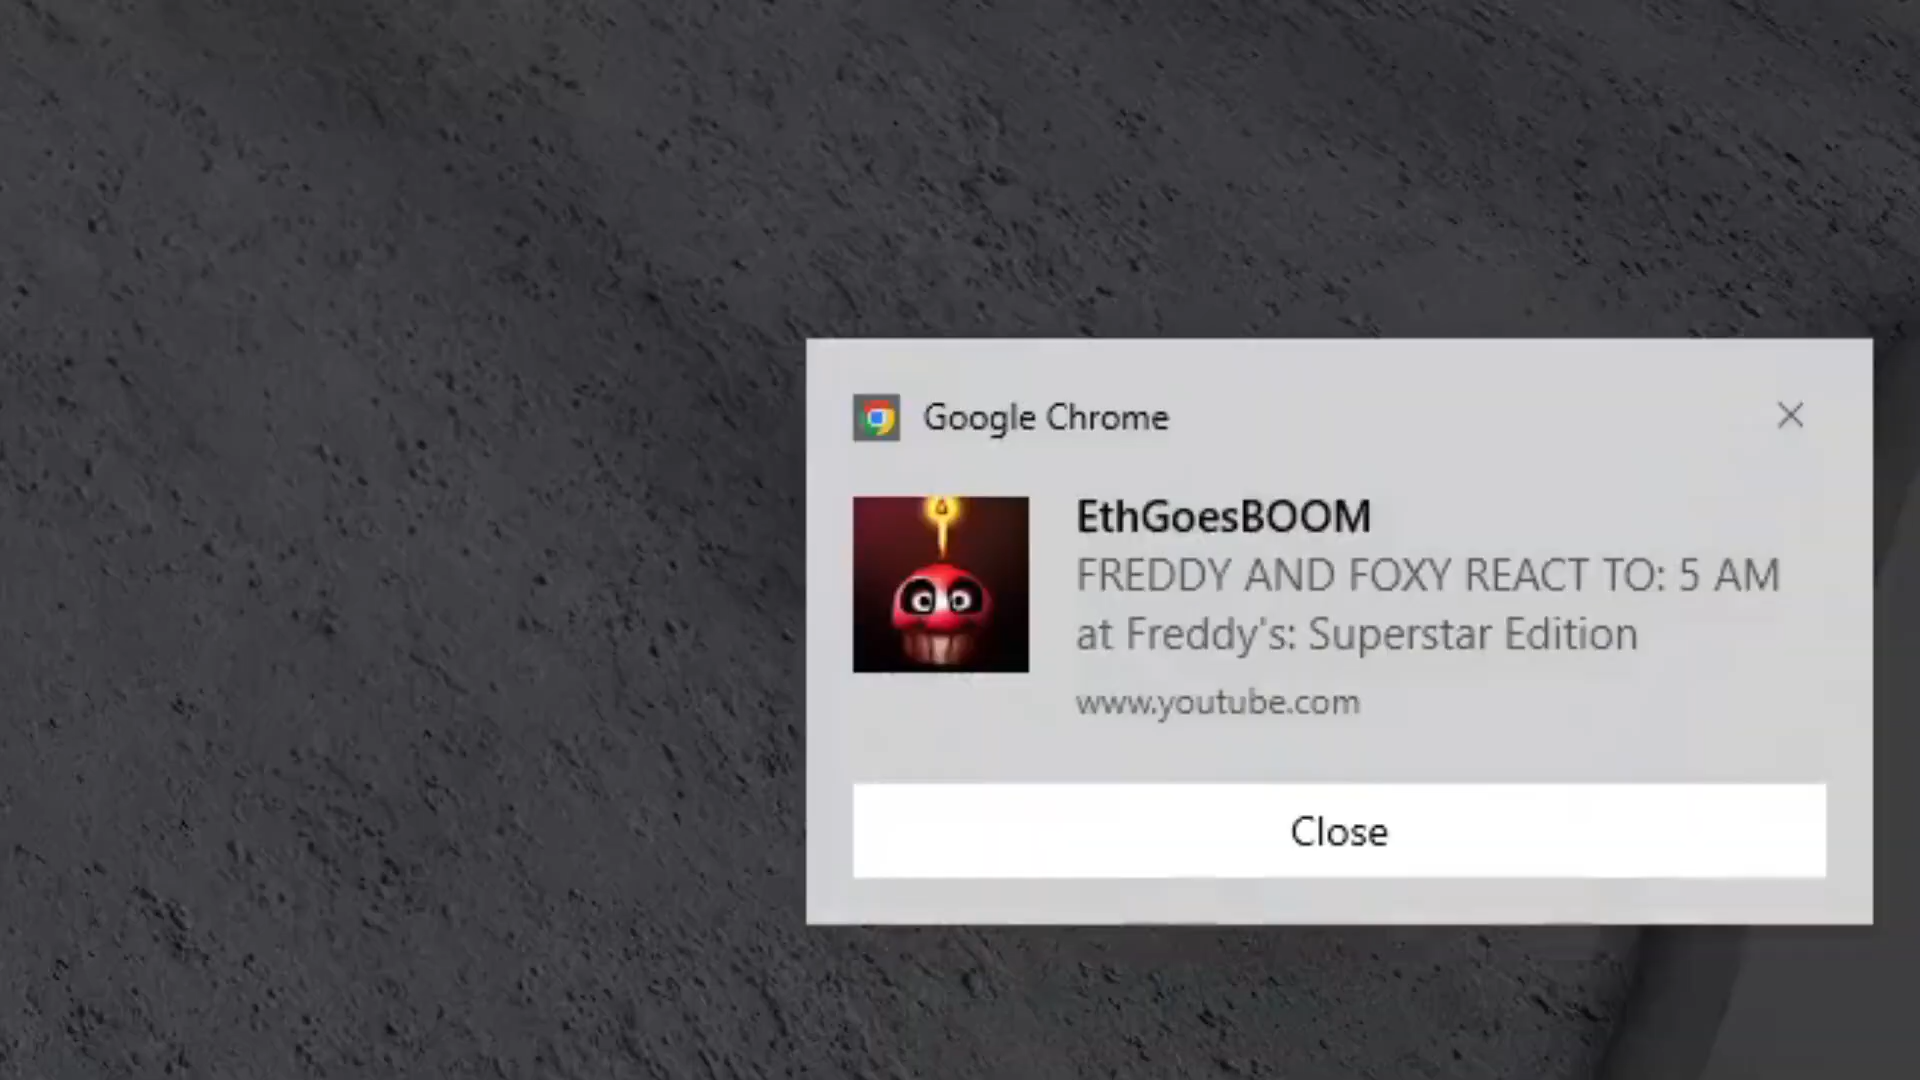 Google Chrome
EthGoesBOOM
FREDDY AND FOXY REACT TO: 5 AM
at Freddy's: Superstar Edition
www.youtube.com
Close